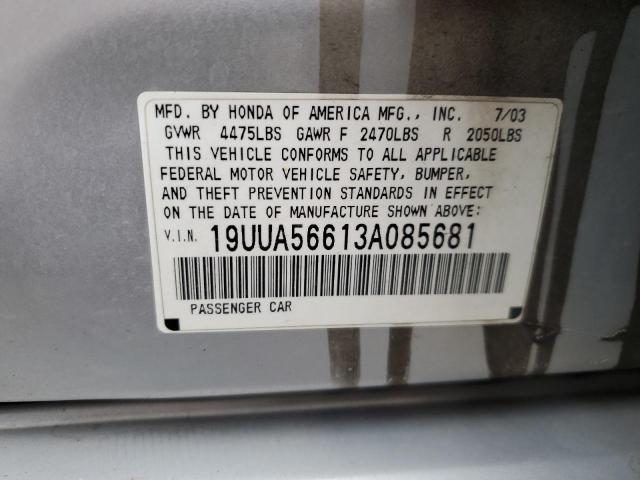 MFD. BY HONDA OF AMERICA MFG., INC. 7/03
GVWR 4475LBS GAWR F 2470LBS R 2050LBS
THIS VEHICLE CONFORMS TO ALL APPLICABLE
FEDERAL MOTOR VEHICLE SAFETY, BUMPER,
AND THEFT PREVENTION STANDARDS IN EFFECT
ON THE DATE OF MANUFACTURE SHOWN ABOVE:
V.I.N. 19UUA56613A085681
PASSENGER CAR